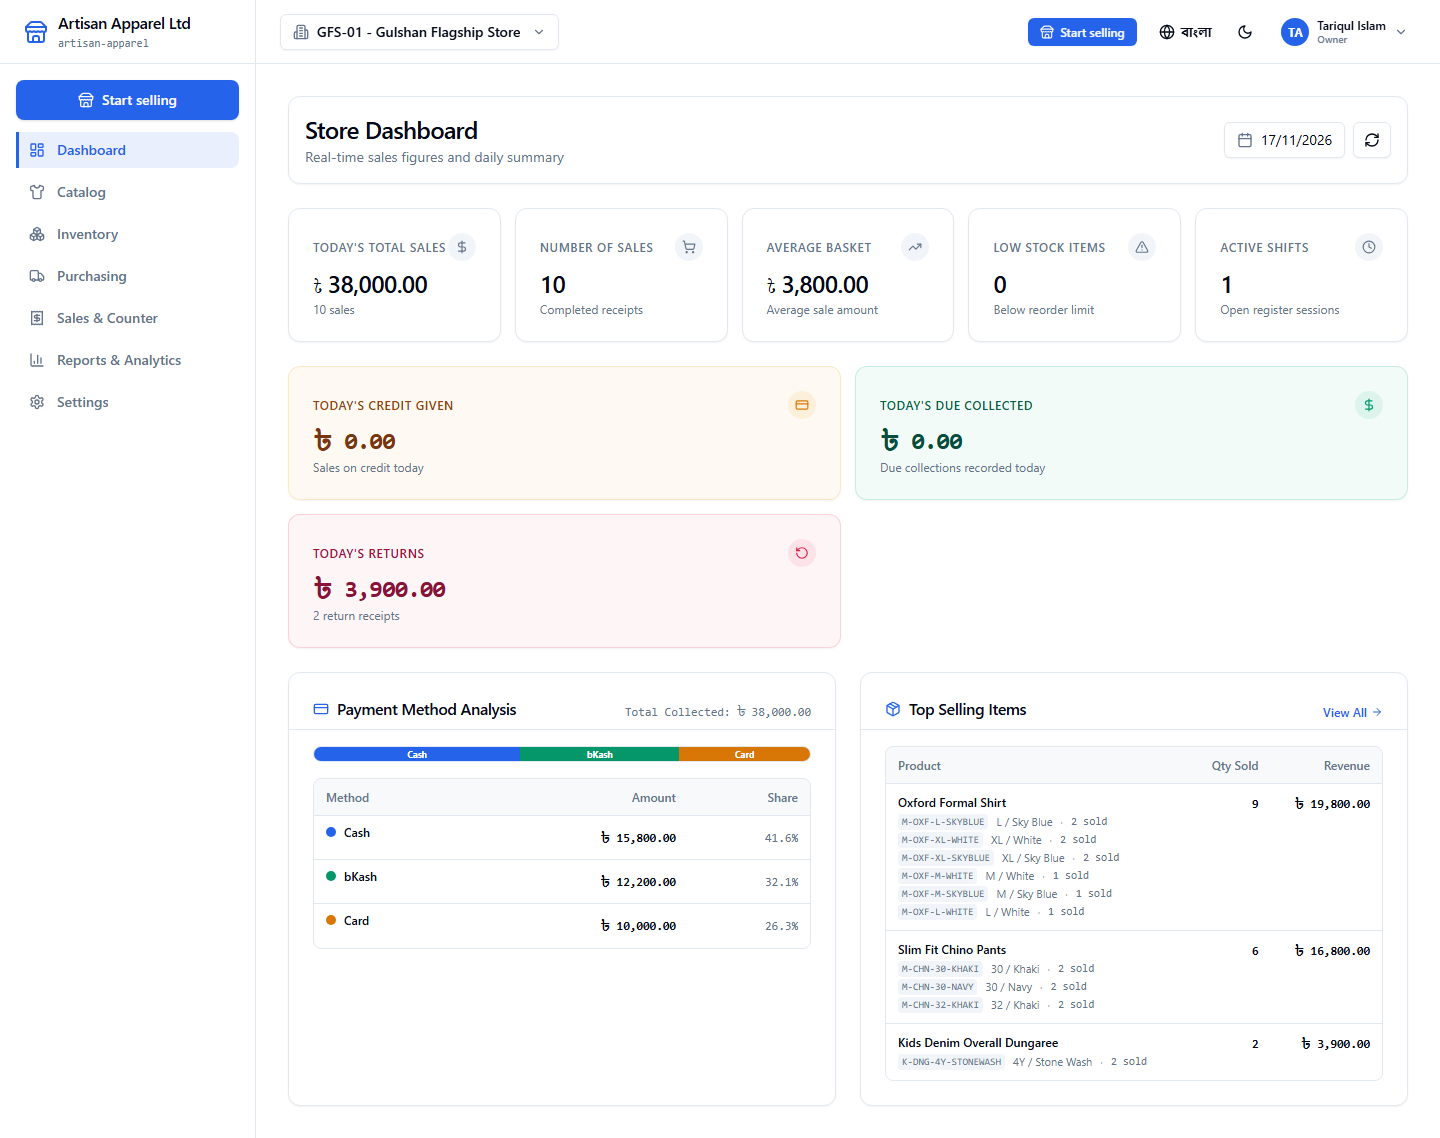 Artisan Apparel Ltd
artisan-apparel
GFS-01 - Gulshan Flagship Store
Start selling
বাংলা
TA
Tariqul Islam
Owner
Start selling
Dashboard
Catalog
Inventory
Purchasing
Sales & Counter
Reports & Analytics
Settings
Store Dashboard
Real-time sales figures and daily summary
17/11/2026
TODAY'S TOTAL SALES
৳ 38,000.00
10 sales
NUMBER OF SALES
10
Completed receipts
AVERAGE BASKET
৳ 3,800.00
Average sale amount
LOW STOCK ITEMS
0
Below reorder limit
ACTIVE SHIFTS
1
Open register sessions
TODAY'S CREDIT GIVEN
৳ 0.00
Sales on credit today
TODAY'S DUE COLLECTED
৳ 0.00
Due collections recorded today
TODAY'S RETURNS
৳ 3,900.00
2 return receipts
Payment Method Analysis
Total Collected: ৳ 38,000.00
Cash bKash Card
Method Amount Share
Cash ৳ 15,800.00 41.6%
bKash ৳ 12,200.00 32.1%
Card ৳ 10,000.00 26.3%
Top Selling Items
View All
Product Qty Sold Revenue
Oxford Formal Shirt 9 ৳ 19,800.00
M-OXF-L-SKYBLUE L / Sky Blue · 2 sold
M-OXF-XL-WHITE XL / White · 2 sold
M-OXF-XL-SKYBLUE XL / Sky Blue · 2 sold
M-OXF-M-WHITE M / White · 1 sold
M-OXF-M-SKYBLUE M / Sky Blue · 1 sold
M-OXF-L-WHITE L / White · 1 sold
Slim Fit Chino Pants 6 ৳ 16,800.00
M-CHN-30-KHAKI 30 / Khaki · 2 sold
M-CHN-30-NAVY 30 / Navy · 2 sold
M-CHN-32-KHAKI 32 / Khaki · 2 sold
Kids Denim Overall Dungaree 2 ৳ 3,900.00
K-DNG-4Y-STONEWASH 4Y / Stone Wash · 2 sold